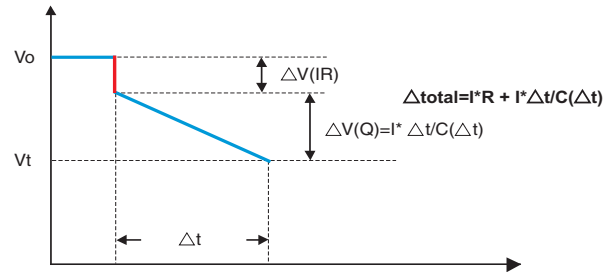 Vo
△V(IR)
△total=I*R + I*△t/C(△t)
△V(Q)=I* △t/C(△t)
Vt
△t